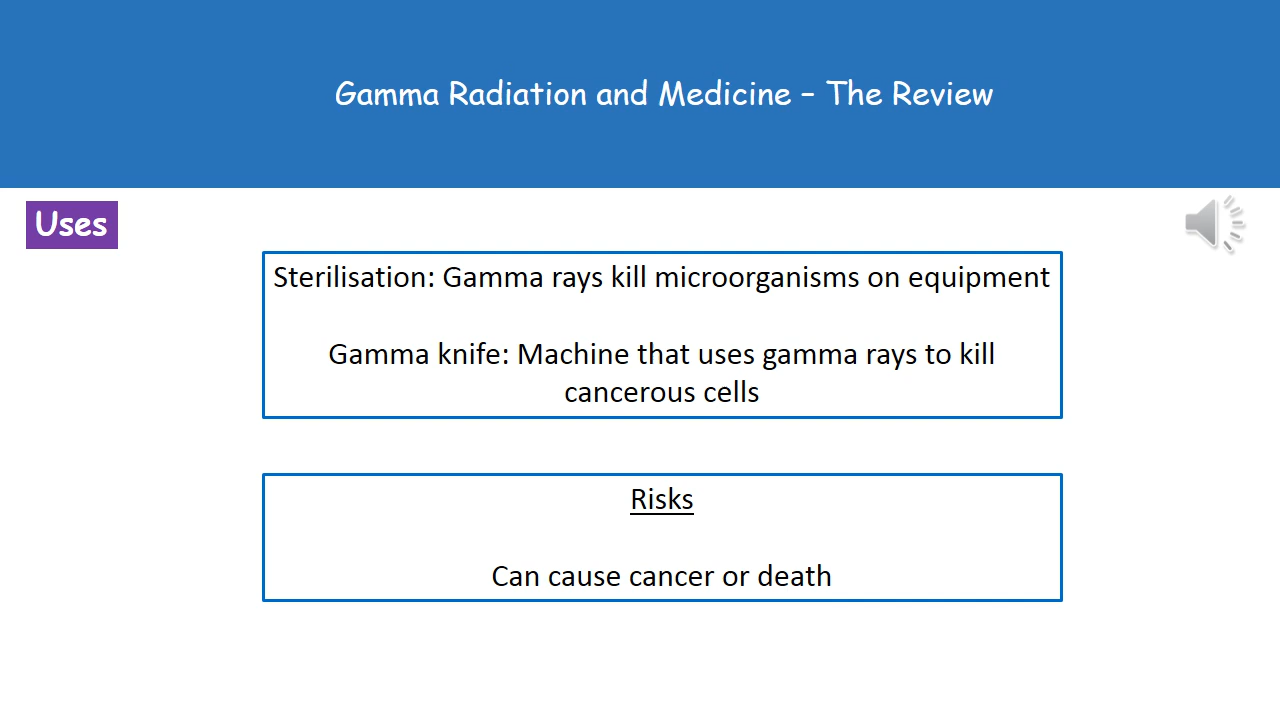 Gamma Radiation and Medicine – The Review
Uses
Sterilisation: Gamma rays kill microorganisms on equipment
Gamma knife: Machine that uses gamma rays to kill
cancerous cells
Risks
Can cause cancer or death